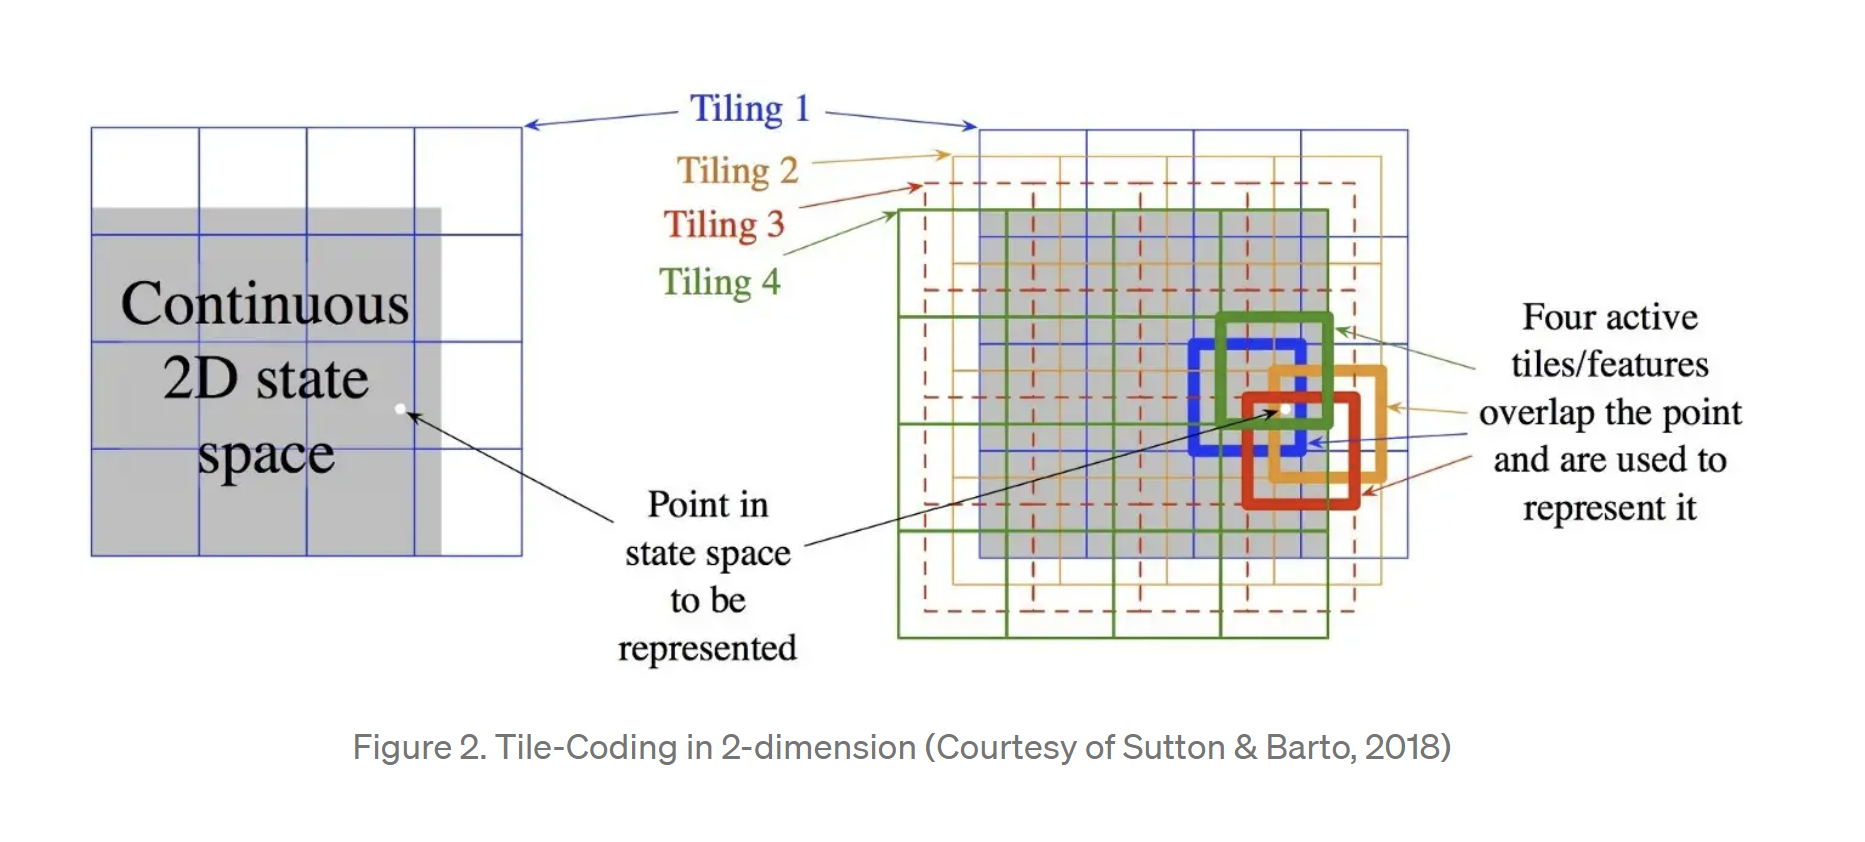 Tiling 1
Tiling 2
Tiling 3
Tiling 4
Continuous
2D state
space
Point in
state space
to be
represented
Four active
tiles/features
overlap the point
and are used to
represent it
Figure 2. Tile-Coding in 2-dimension (Courtesy of Sutton & Barto, 2018)